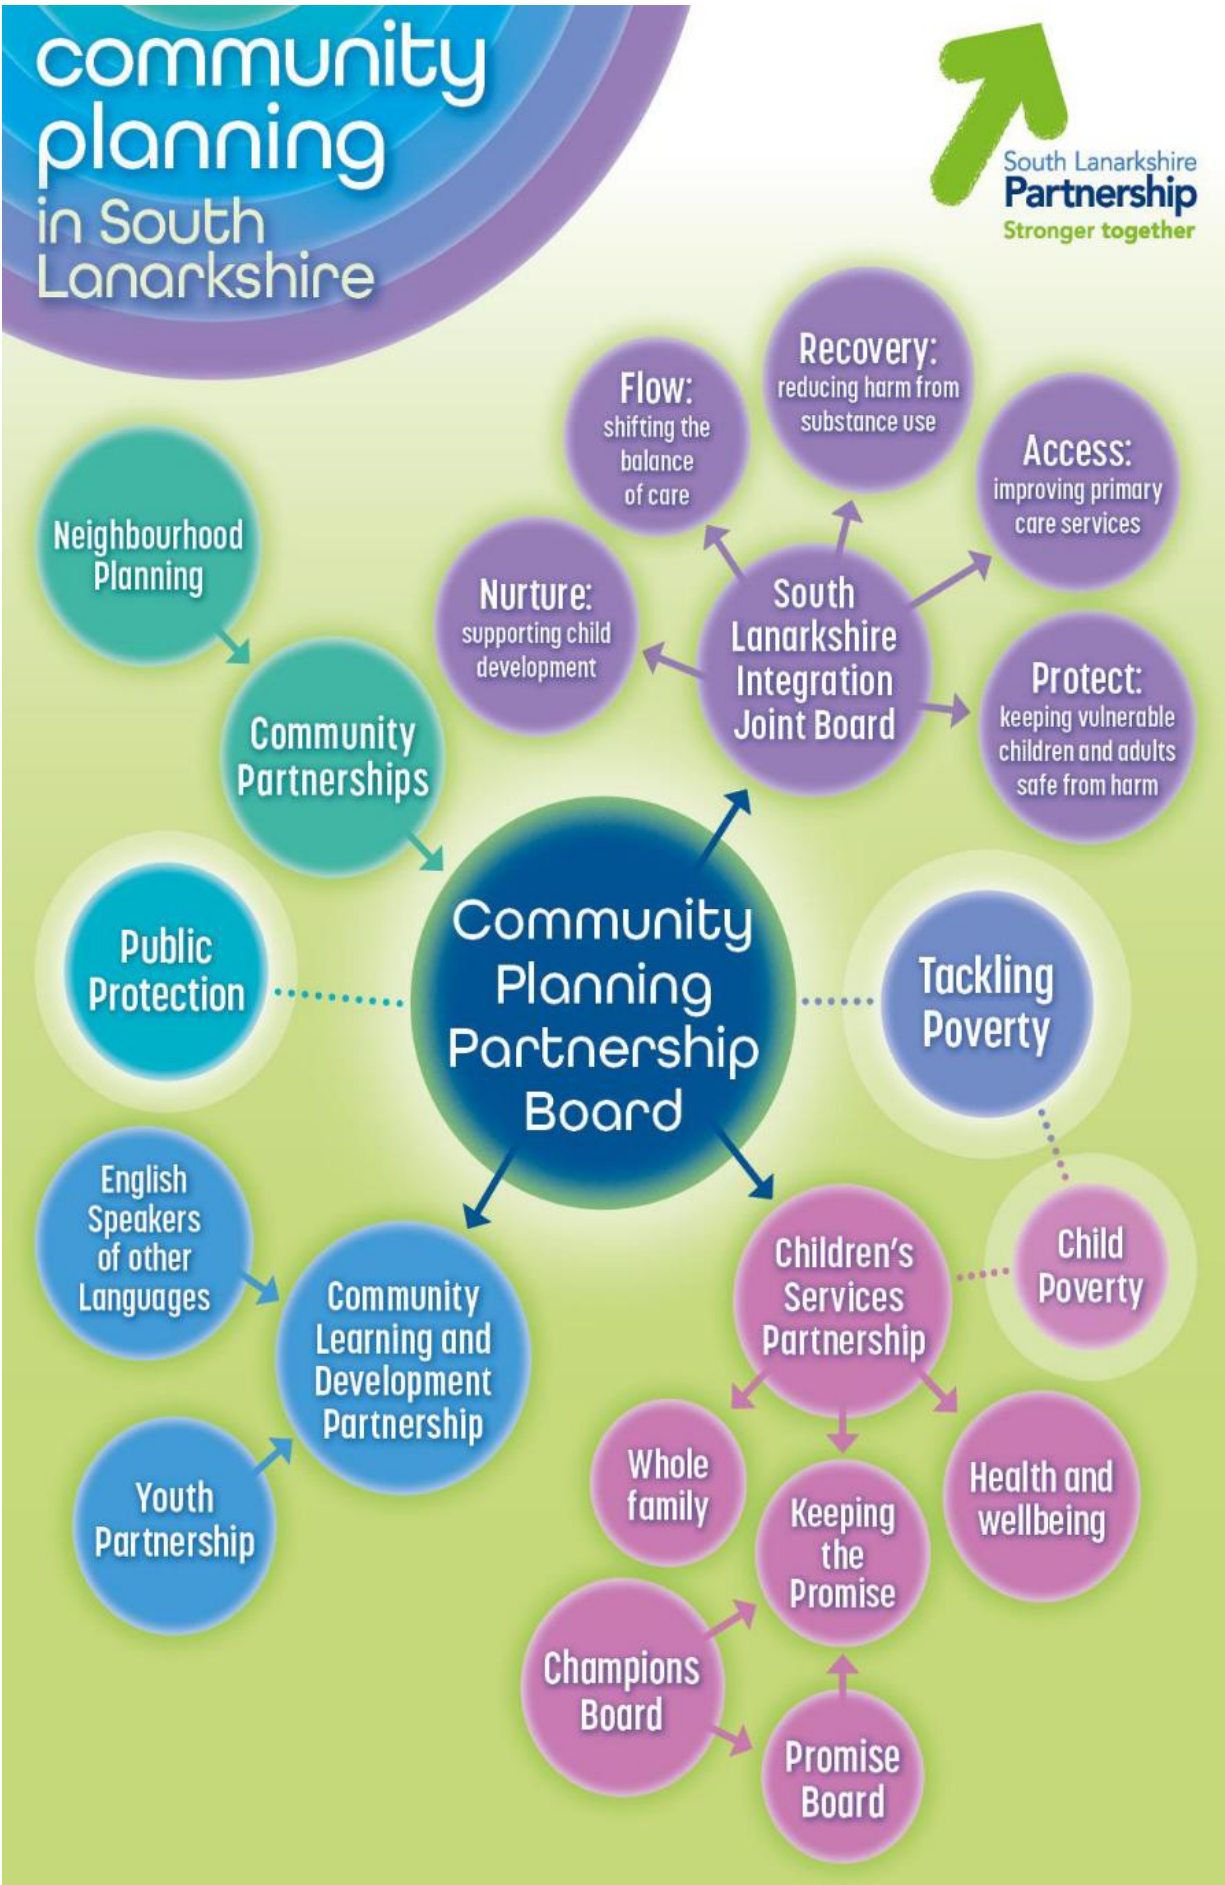 community
planning
in South
Lanarkshire
South Lanarkshire
Partnership
Stronger together
Recovery:
reducing harm from
substance use
Flow:
shifting the
balance
of care
Access:
improving primary
care services
Neighbourhood
Planning
Nurture:
supporting child
development
South
Lanarkshire
Integration
Joint Board
Protect:
keeping vulnerable
children and adults
safe from harm
Community
Partnerships
Public
Protection
Community
Planning
Partnership
Board
Tackling
Poverty
English
Speakers
of other
Languages
Community
Learning and
Development
Partnership
Children's
Services
Partnership
Child
Poverty
Youth
Partnership
Whole
family
Keeping
the
Promise
Health and
wellbeing
Champions
Board
Promise
Board